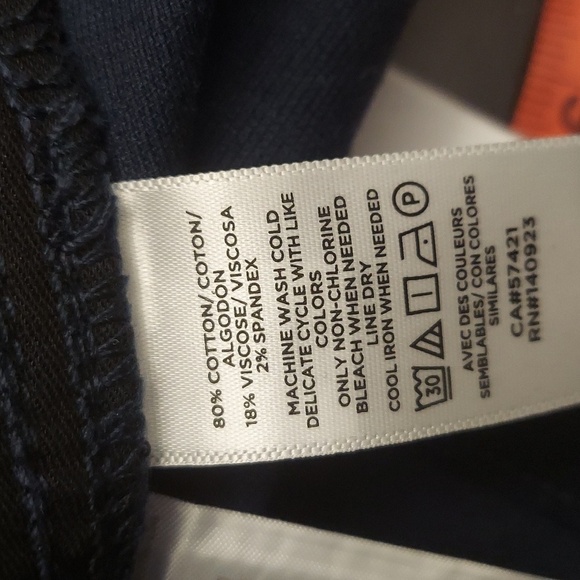 80% COTTON/ COTON/
ALGODÓN
18% VISCOSE/ VISCOSA
2% SPANDEX
MACHINE WASH COLD
DELICATE CYCLE WITH LIKE
COLORS
ONLY NON-CHLORINE
BLEACH WHEN NEEDED
LINE DRY
COOL IRON WHEN NEEDED
30 P
AVEC DES COULEURS
SEMBLABLES/ CON COLORES
SIMILARES
CA#57421
RN#140923